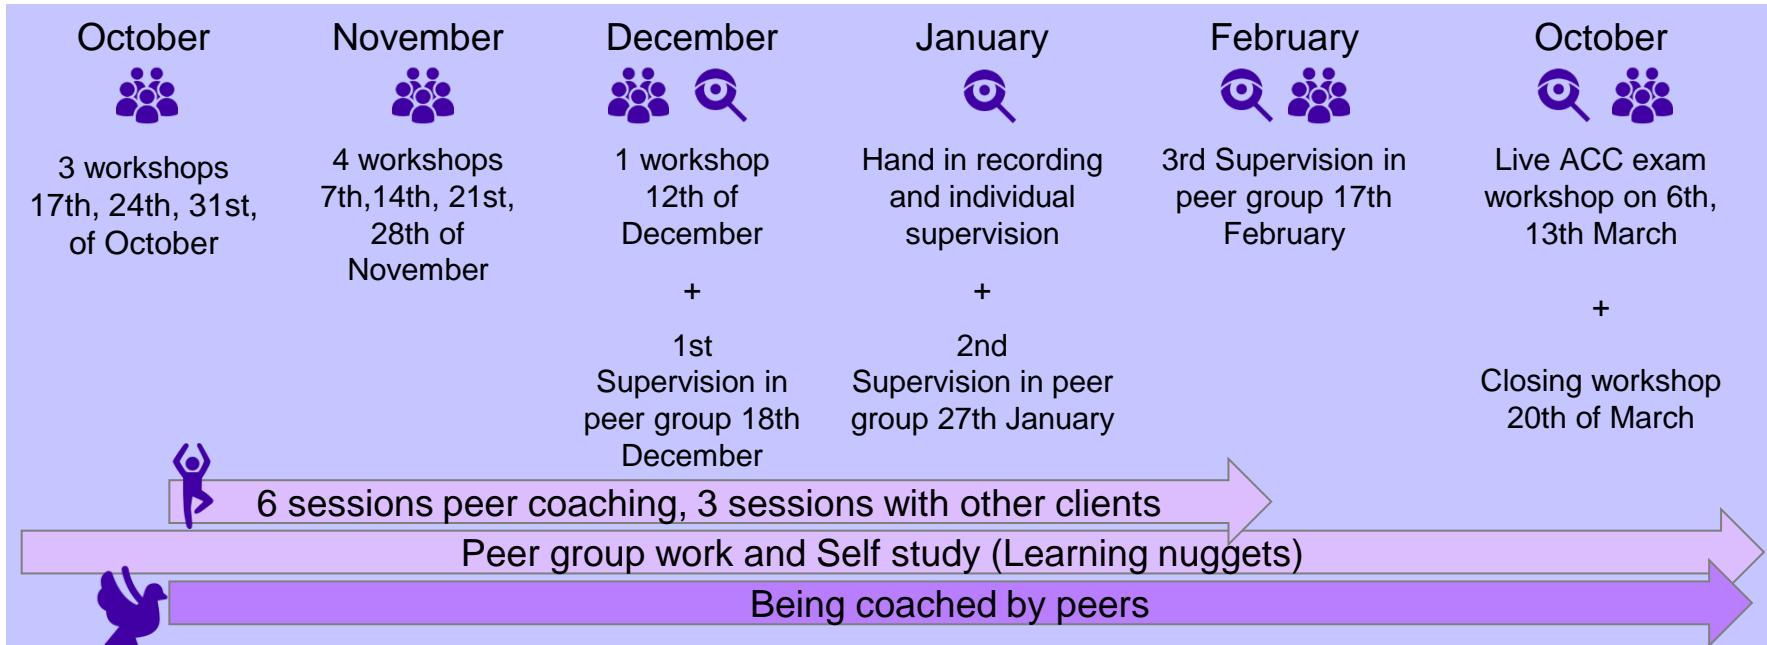 October
3 workshops
17th, 24th, 31st,
of October
November
4 workshops
7th,14th, 21st,
28th of
November
December
1 workshop
12th of
December
+
1st
Supervision in
peer group 18th
December
January
Hand in recording
and individual
supervision
+
2nd
Supervision in peer
group 27th January
February
3rd Supervision in
peer group 17th
February
October
Live ACC exam
workshop on 6th,
13th March
+
Closing workshop
20th of March
6 sessions peer coaching, 3 sessions with other clients
Peer group work and Self study (Learning nuggets)
Being coached by peers